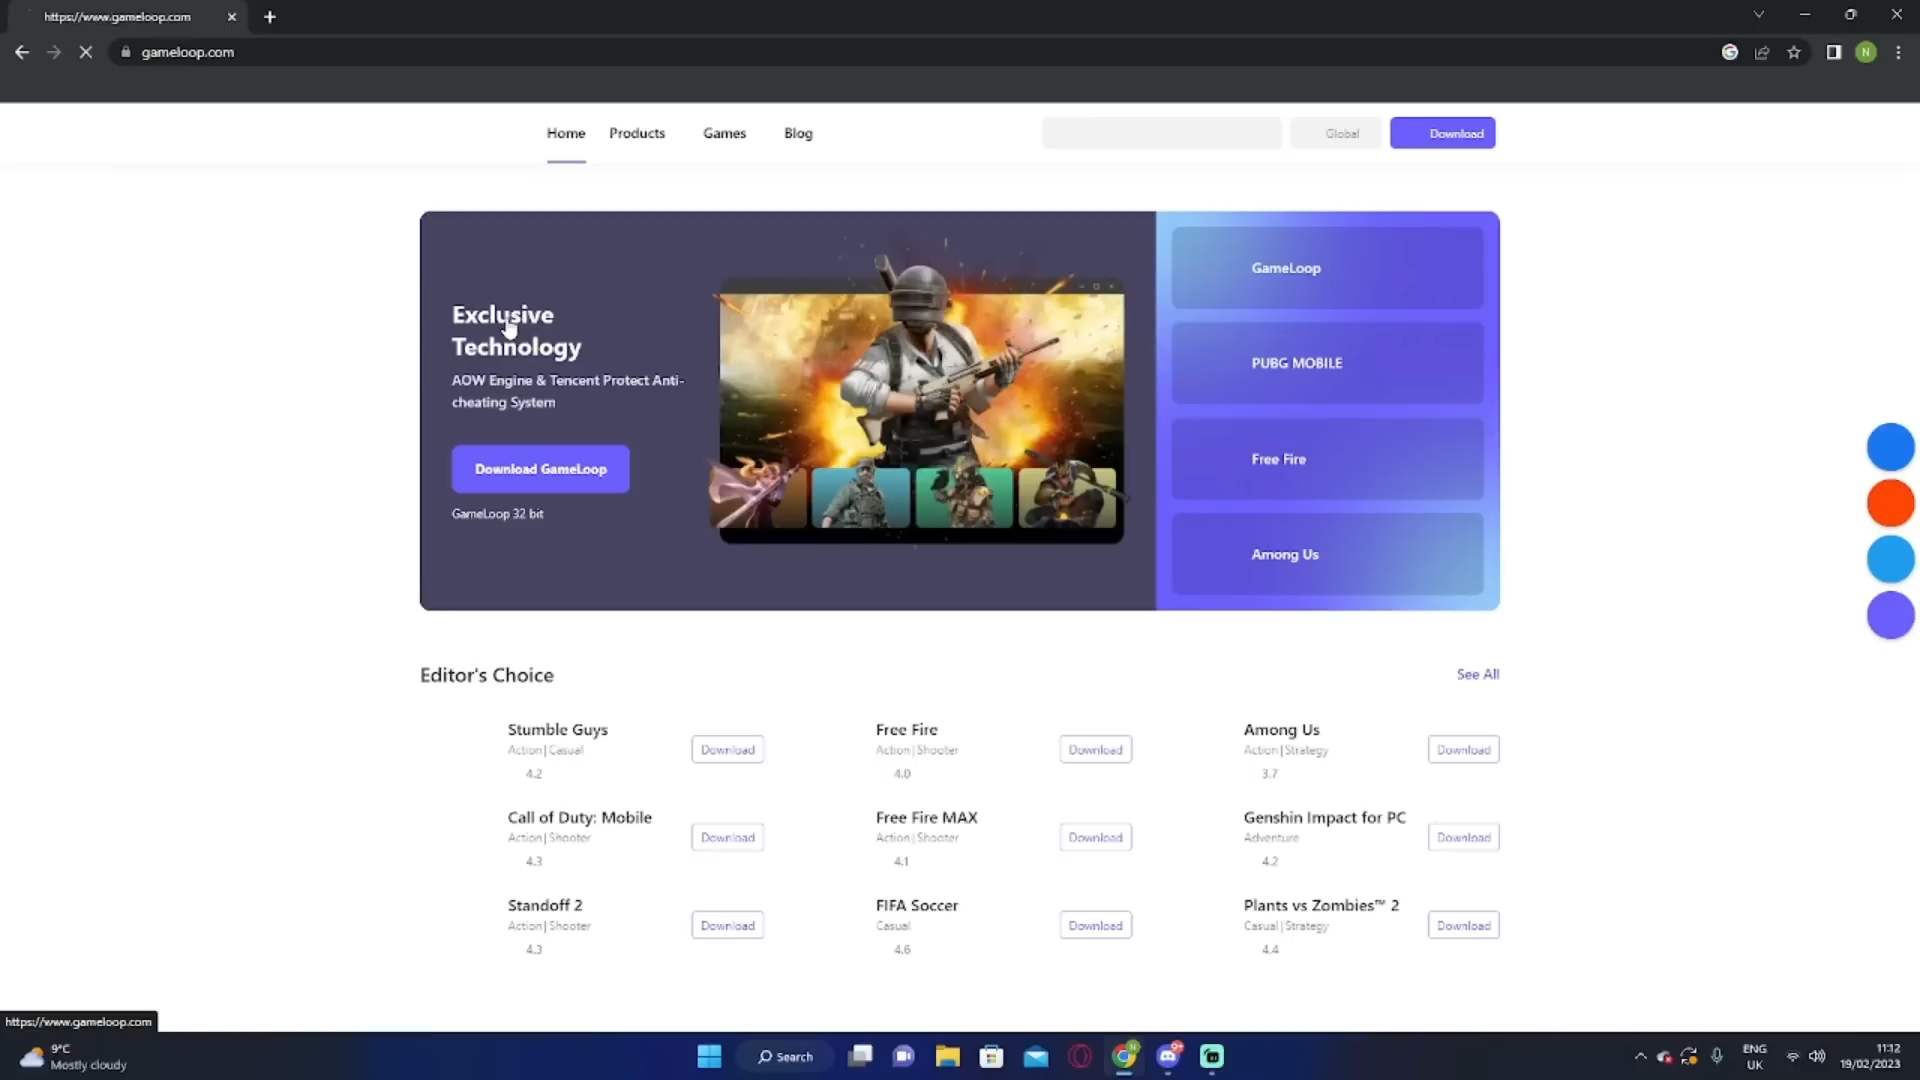 https://www.gameloop.com
gameloop.com
N
Home Products Games Blog
Global Download
Exclusive
Technology
AOW Engine & Tencent Protect Anti-
cheating System
Download GameLoop
GameLoop 32 bit
GameLoop
PUBG MOBILE
Free Fire
Among Us
Editor's Choice
See All
Stumble Guys
Action | Casual
4.2
Download
Free Fire
Action | Shooter
4.0
Download
Among Us
Action | Strategy
3.7
Download
Call of Duty: Mobile
Action | Shooter
4.3
Download
Free Fire MAX
Action | Shooter
4.1
Download
Genshin Impact for PC
Adventure
4.2
Download
Standoff 2
Action | Shooter
4.3
Download
FIFA Soccer
Casual
4.6
Download
Plants vs Zombies™ 2
Casual | Strategy
4.4
Download
https://www.gameloop.com
9°C
Mostly cloudy
Search
ENG
UK
11:12
19/02/2023